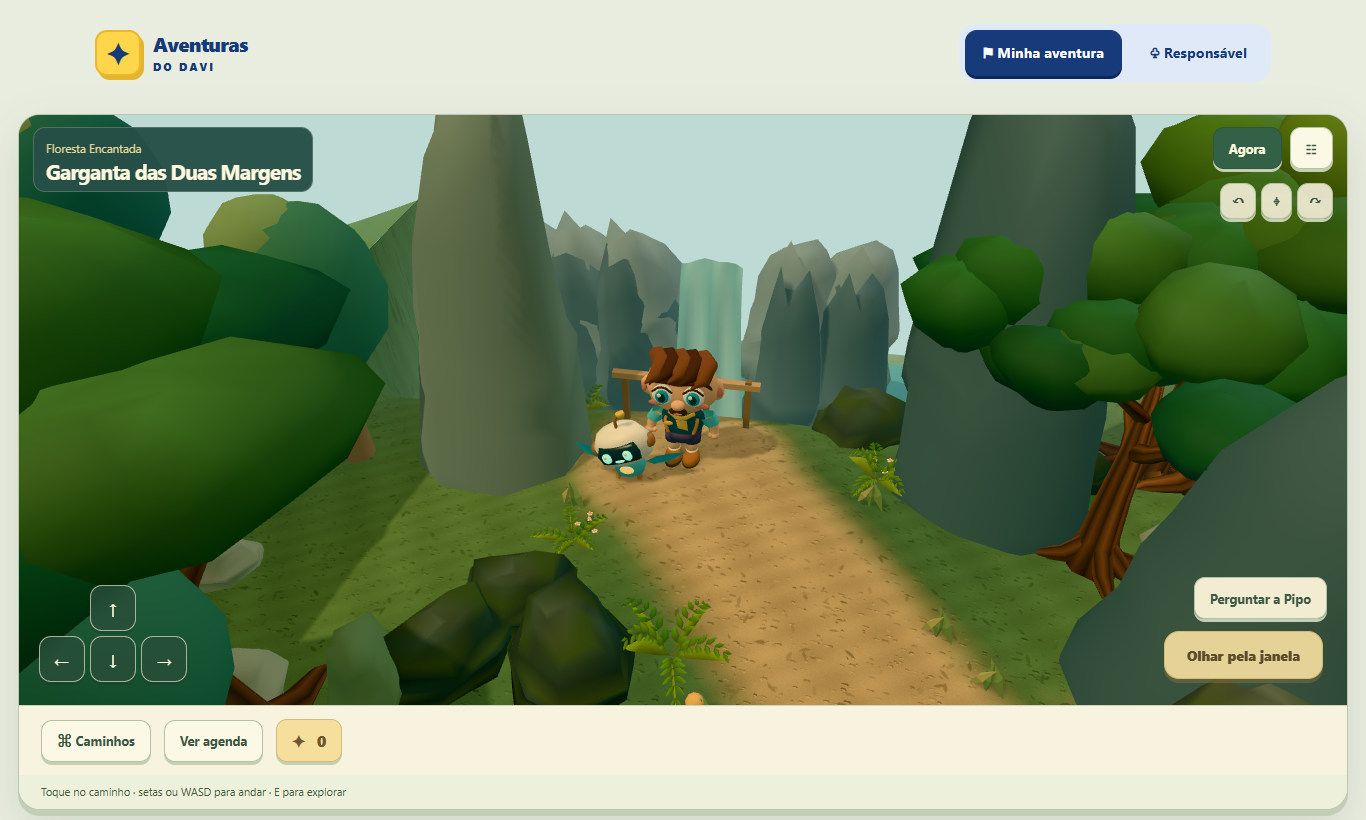 Aventuras
DO DAVI
Minha aventura
Responsável
Floresta Encantada
Garganta das Duas Margens
Agora
↑
← ↓ →
Perguntar a Pipo
Olhar pela janela
⌘ Caminhos
Ver agenda
✦ 0
Toque no caminho · setas ou WASD para andar · E para explorar